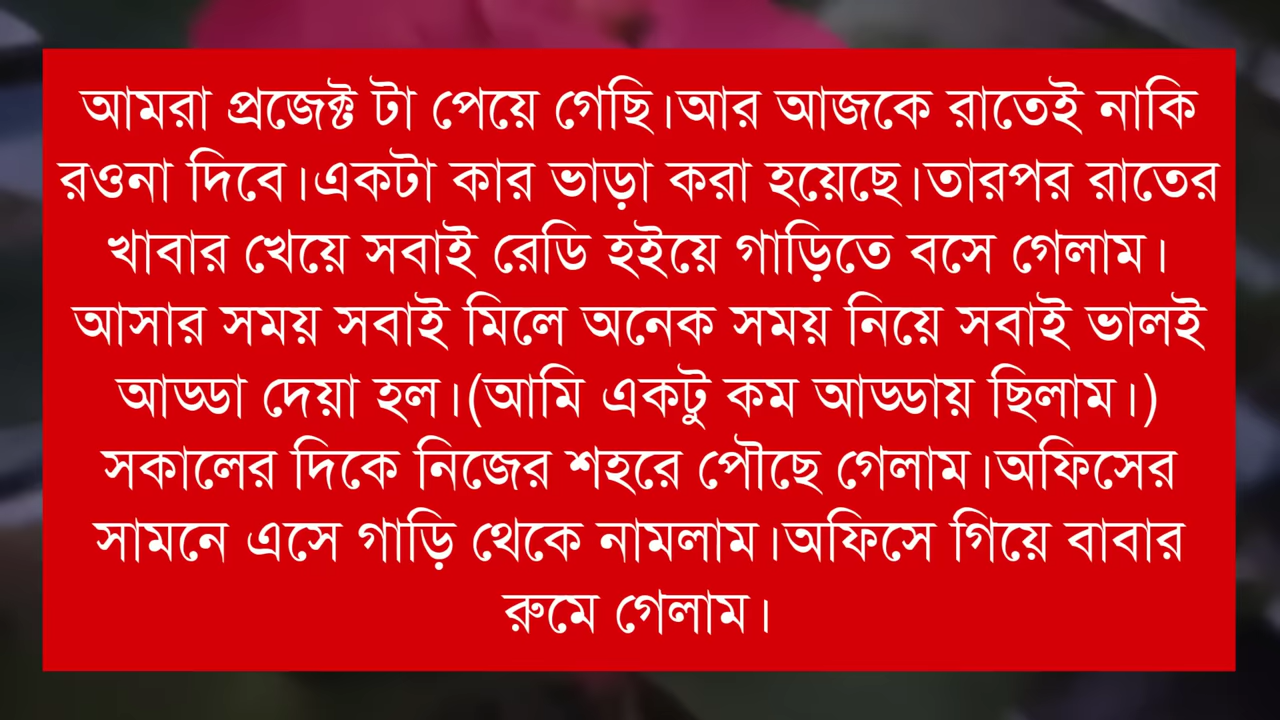 আমরা প্রজেক্ট টা পেয়ে গেছি।আর আজকে রাতেই নাকি
রওনা দিবে।একটা কার ভাড়া করা হয়েছে।তারপর রাতের
খাবার খেয়ে সবাই রেডি হইয়ে গাড়িতে বসে গেলাম।
আসার সময় সবাই মিলে অনেক সময় নিয়ে সবাই ভালই
আড্ডা দেয়া হল।(আমি একটু কম আড্ডায় ছিলাম।)
সকালের দিকে নিজের শহরে পৌছে গেলাম।অফিসের
সামনে এসে গাড়ি থেকে নামলাম।অফিসে গিয়ে বাবার
রুমে গেলাম।